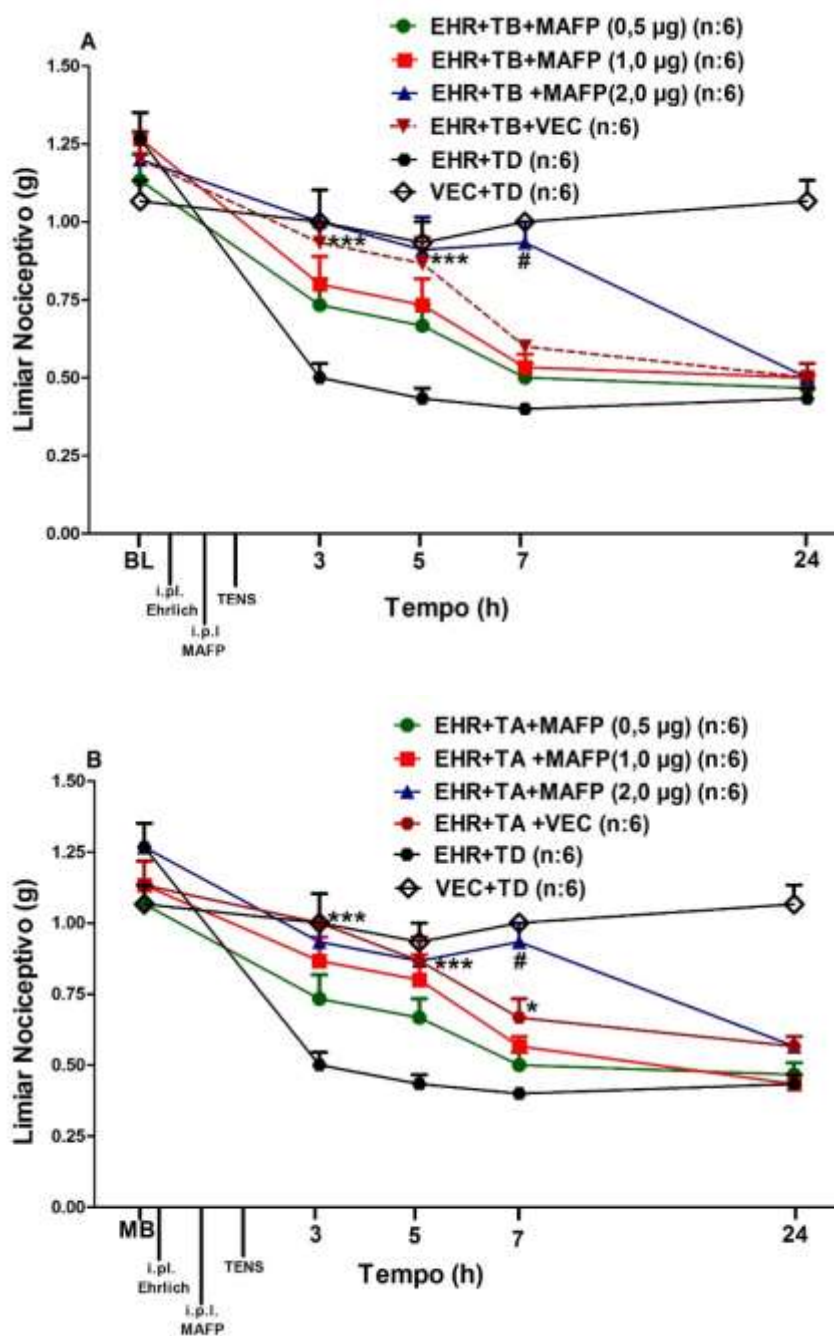 A
EHR+TB+MAFP (0,5 µg) (n:6)
EHR+TB+MAFP (1,0 µg) (n:6)
EHR+TB +MAFP(2,0 µg) (n:6)
EHR+TB+VEC (n:6)
EHR+TD (n:6)
VEC+TD (n:6)
Limiar Nociceptivo (g)
1.50
1.25
1.00
0.75
0.50
0.25
0.00
***
***
#
BL
3
5
7
24
i.pl.
Ehrlich
i.p.l
MAFP
TENS
Tempo (h)
B
EHR+TA+MAFP (0,5 µg) (n:6)
EHR+TA +MAFP(1,0 µg) (n:6)
EHR+TA+MAFP (2,0 µg) (n:6)
EHR+TA +VEC (n:6)
EHR+TD (n:6)
VEC+TD (n:6)
Limiar Nociceptivo (g)
1.50
1.25
1.00
0.75
0.50
0.25
0.00
***
***
#
*
MB
3
5
7
24
i.pl.
Ehrlich
i.p.l.
MAFP
TENS
Tempo (h)